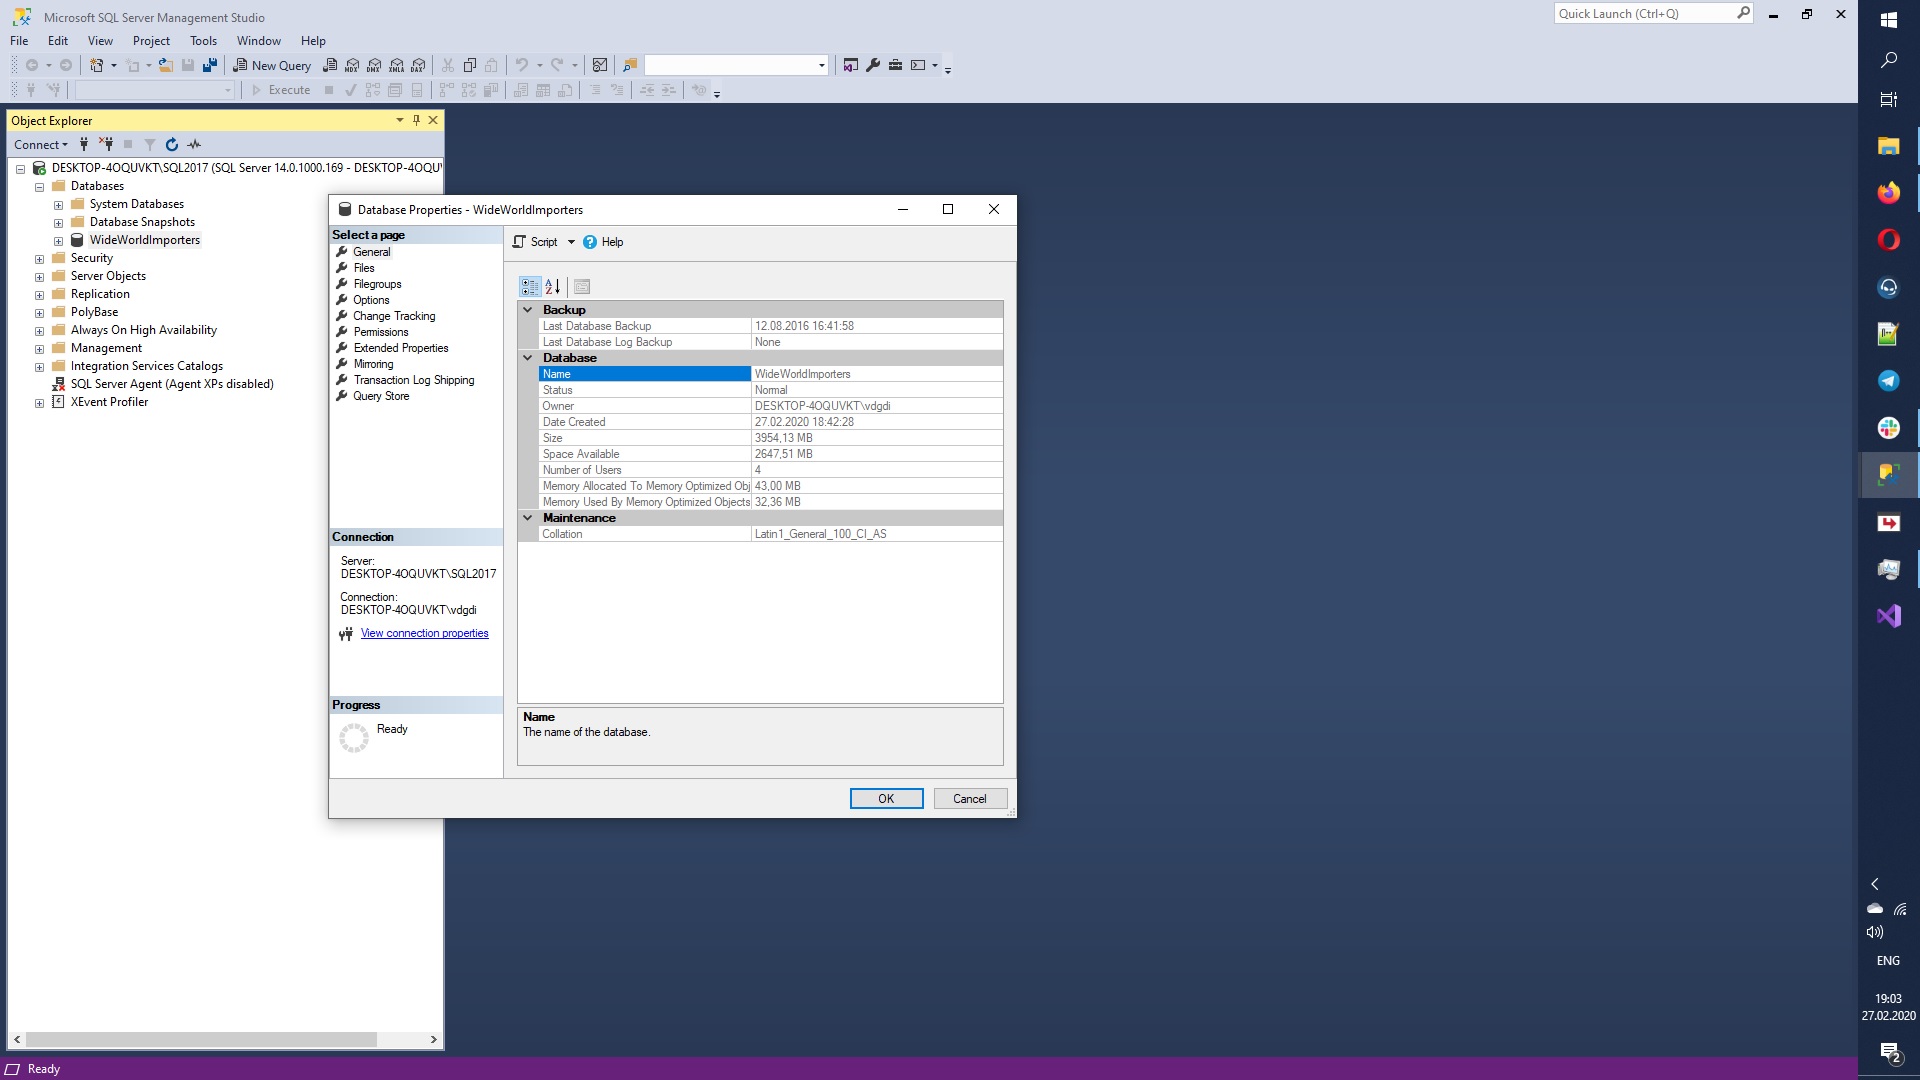 Microsoft SQL Server Management Studio
Quick Launch (Ctrl+Q)
File Edit View Project Tools Window Help
New Query MDX DMX XMLA DAX
Execute
Object Explorer
Connect
DESKTOP-4OQUVKT\SQL2017 (SQL Server 14.0.1000.169 - DESKTOP-4OQU
Databases
System Databases
Database Snapshots
WideWorldImporters
Security
Server Objects
Replication
PolyBase
Always On High Availability
Management
Integration Services Catalogs
SQL Server Agent (Agent XPs disabled)
XEvent Profiler
Database Properties - WideWorldImporters
Select a page
General
Files
Filegroups
Options
Change Tracking
Permissions
Extended Properties
Mirroring
Transaction Log Shipping
Query Store
Connection
Server:
DESKTOP-4OQUVKT\SQL2017
Connection:
DESKTOP-4OQUVKT\vdgdi
View connection properties
Progress
Ready
Script Help
Backup
Last Database Backup 12.08.2016 16:41:58
Last Database Log Backup None
Database
Name WideWorldImporters
Status Normal
Owner DESKTOP-4OQUVKT\vdgdi
Date Created 27.02.2020 18:42:28
Size 3954,13 MB
Space Available 2647,51 MB
Number of Users 4
Memory Allocated To Memory Optimized Obj 43,00 MB
Memory Used By Memory Optimized Objects 32,36 MB
Maintenance
Collation Latin1_General_100_CI_AS
Name
The name of the database.
OK Cancel
ENG
19:03
27.02.2020
2
Ready